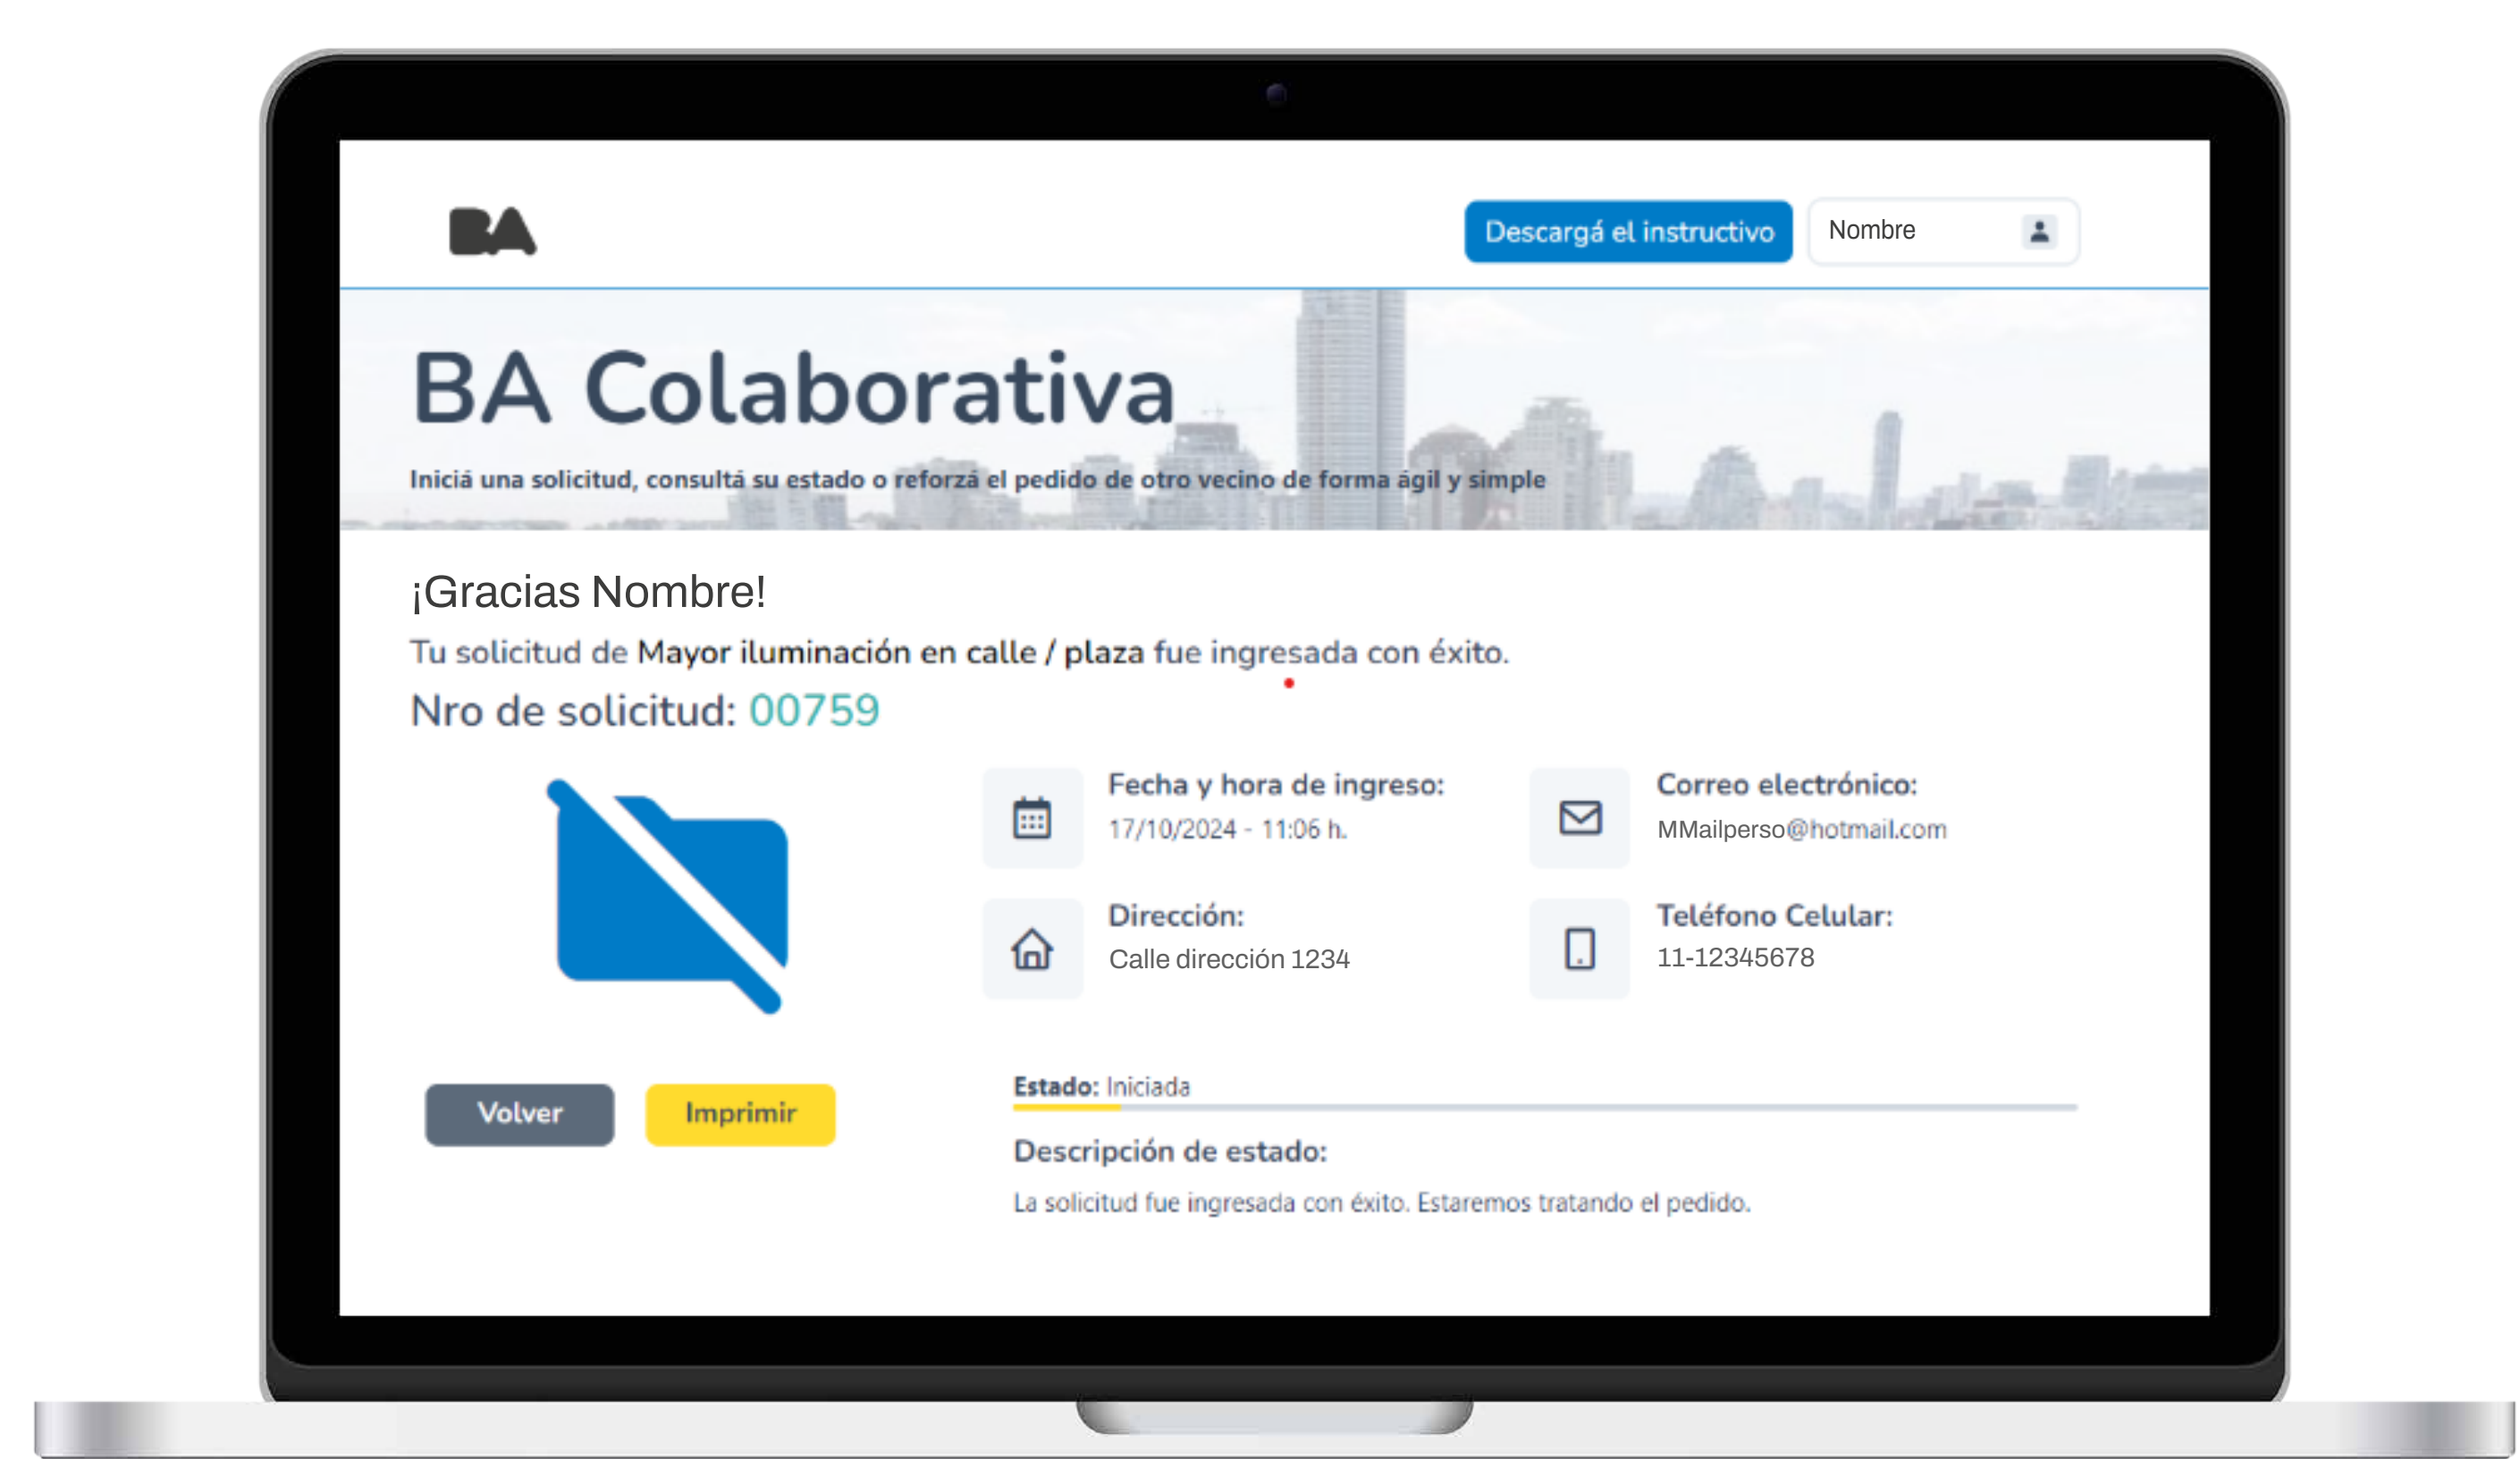 BA
Descargá el instructivo
Nombre
BA Colaborativa
Iniciá una solicitud, consultá su estado o reforzá el pedido de otro vecino de forma ágil y simple
¡Gracias Nombre!
Tu solicitud de Mayor iluminación en calle / plaza fue ingresada con éxito.
Nro de solicitud: 00759
Fecha y hora de ingreso:
17/10/2024 - 11:06 h.
Correo electrónico:
MMailperso@hotmail.com
Dirección:
Calle dirección 1234
Teléfono Celular:
11-12345678
Volver
Imprimir
Estado: Iniciada
Descripción de estado:
La solicitud fue ingresada con éxito. Estaremos tratando el pedido.